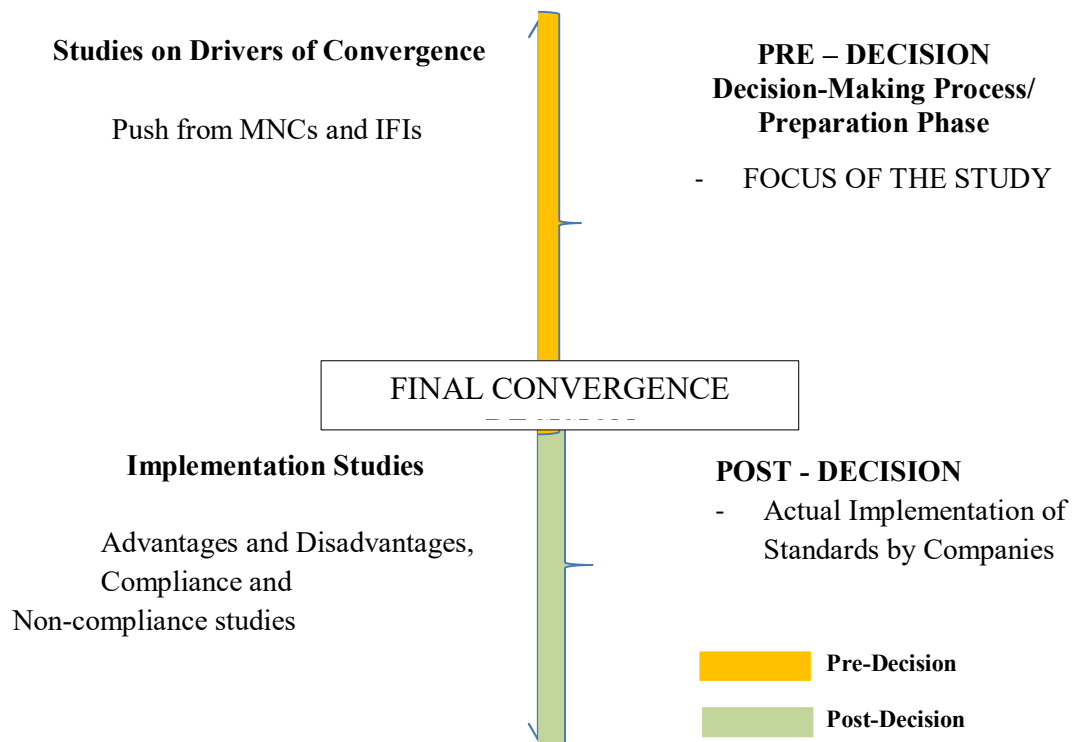 Studies on Drivers of Convergence
Push from MNCs and IFIs
PRE – DECISION
Decision-Making Process/
Preparation Phase
- FOCUS OF THE STUDY
FINAL CONVERGENCE
Implementation Studies
Advantages and Disadvantages,
Compliance and
Non-compliance studies
POST - DECISION
- Actual Implementation of
Standards by Companies
Pre-Decision
Post-Decision